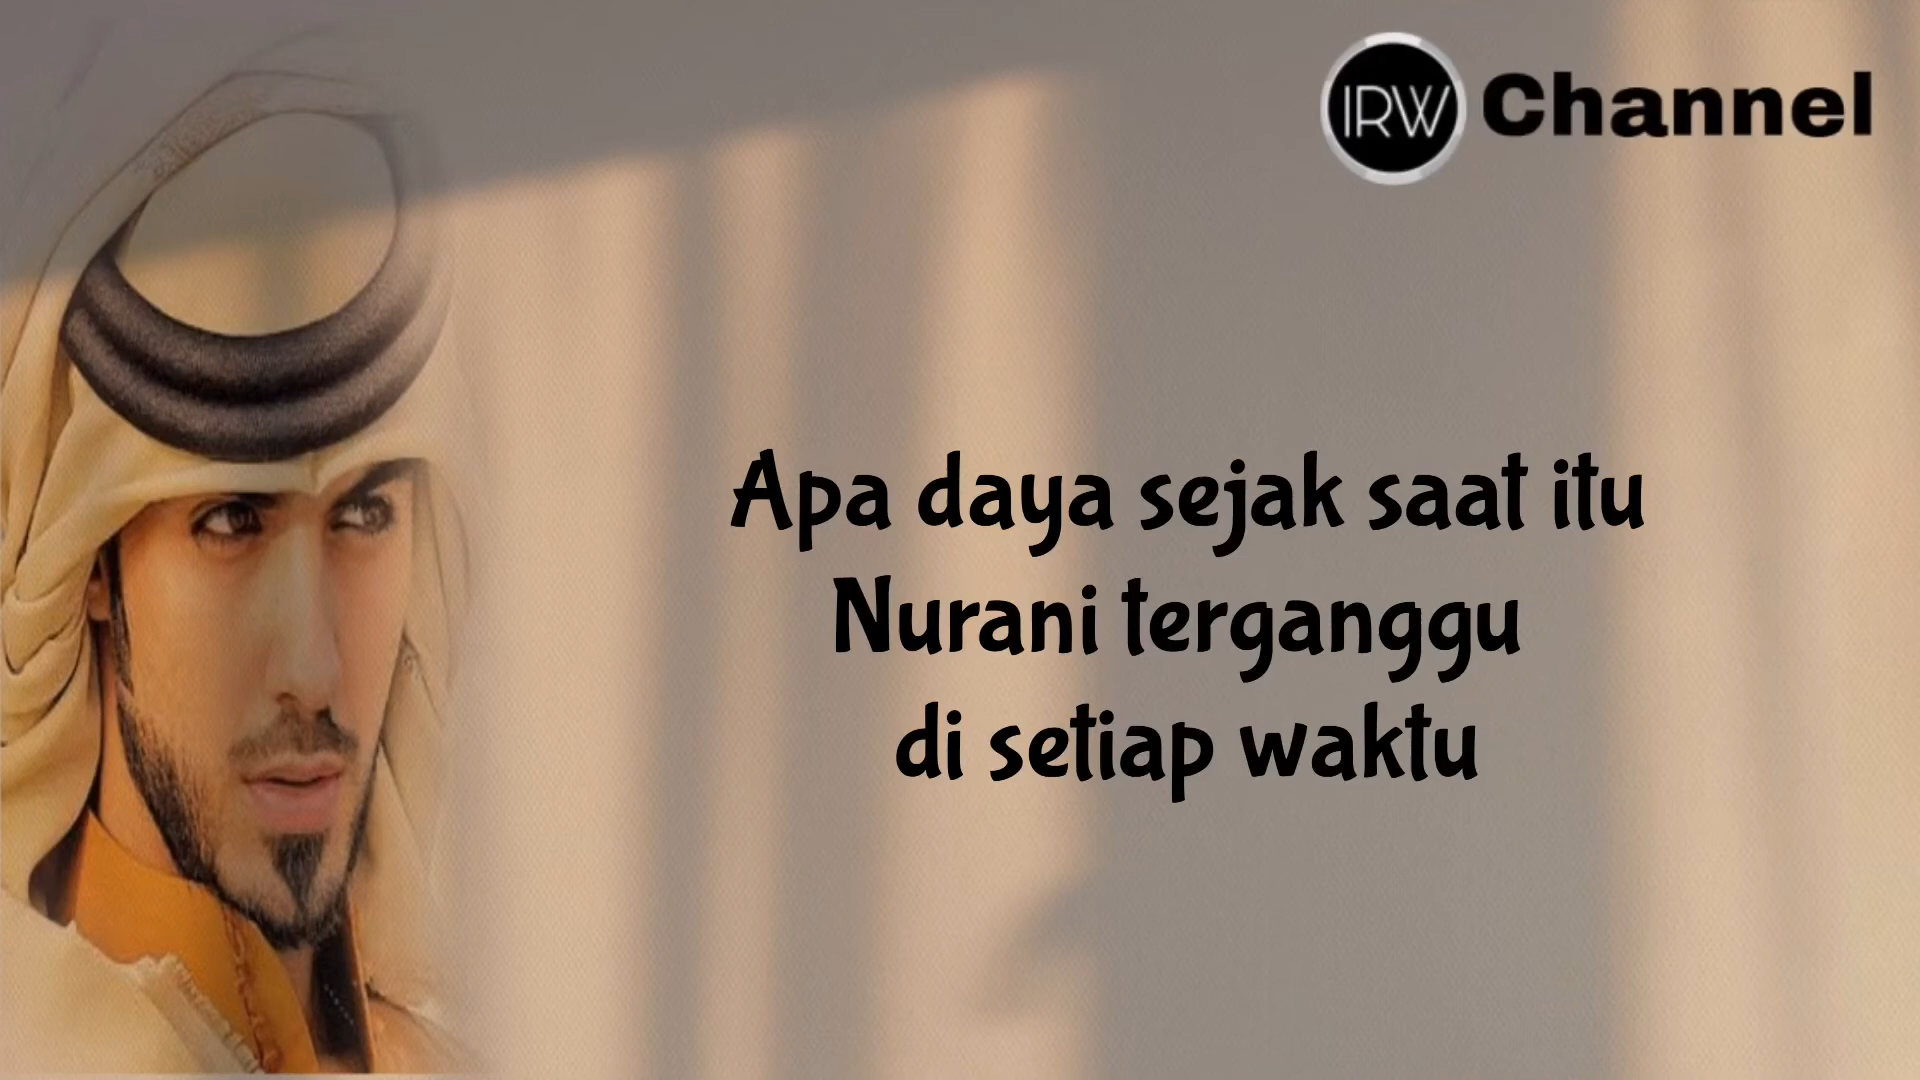 IRW Channel
Apa daya sejak saat itu
Nurani terganggu
di setiap waktu